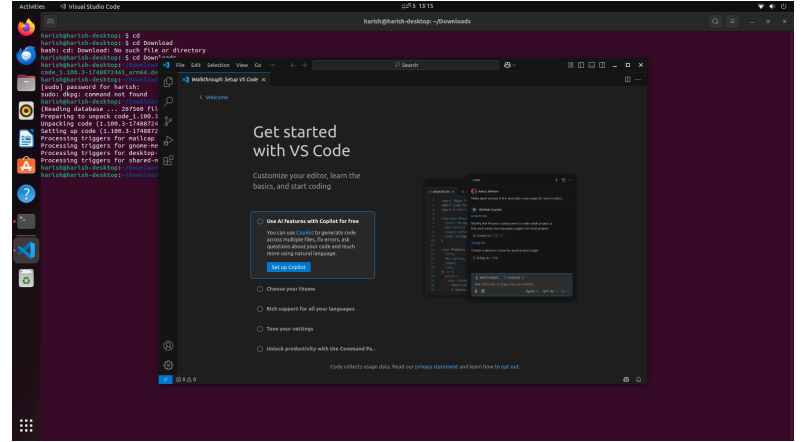 Activities
Visual Studio Code
13:15
harish@harish-desktop: ~/Downloads
harish@harish-desktop:~$ cd
harish@harish-desktop:~$ cd Download
bash: cd: Download: No such file or directory
harish@harish-desktop:~$ cd Downloads
harish@harish-desktop:~/Download
code_1.100.3-1748872461_arm64.de
harish@harish-desktop:~/Download
[sudo] password for harish:
sudo: dkpg: command not found
harish@harish-desktop:~/Download
(Reading database ... 267560 fil
Preparing to unpack code_1.100.3
Unpacking code (1.100.3-17488724
Setting up code (1.100.3-1748872
Processing triggers for mailcap
Processing triggers for gnome-me
Processing triggers for desktop-
Processing triggers for shared-m
harish@harish-desktop:~/Download
File Edit Selection View Go ···
Search
Walkthrough: Setup VS Code
Welcome
Get started
with VS Code
Customize your editor, learn the
basics, and start coding
Use AI features with Copilot for Free
You can use Copilot to generate code
across multiple files, fix errors, ask
questions about your code and much
more using natural language.
Set up Copilot
Choose your theme
Rich support for all your languages
Tune your settings
Unlock productivity with the Command Pa..
GitHub Copilot
Code collects usage data. Read our privacy statement and learn how to opt out.
0 0